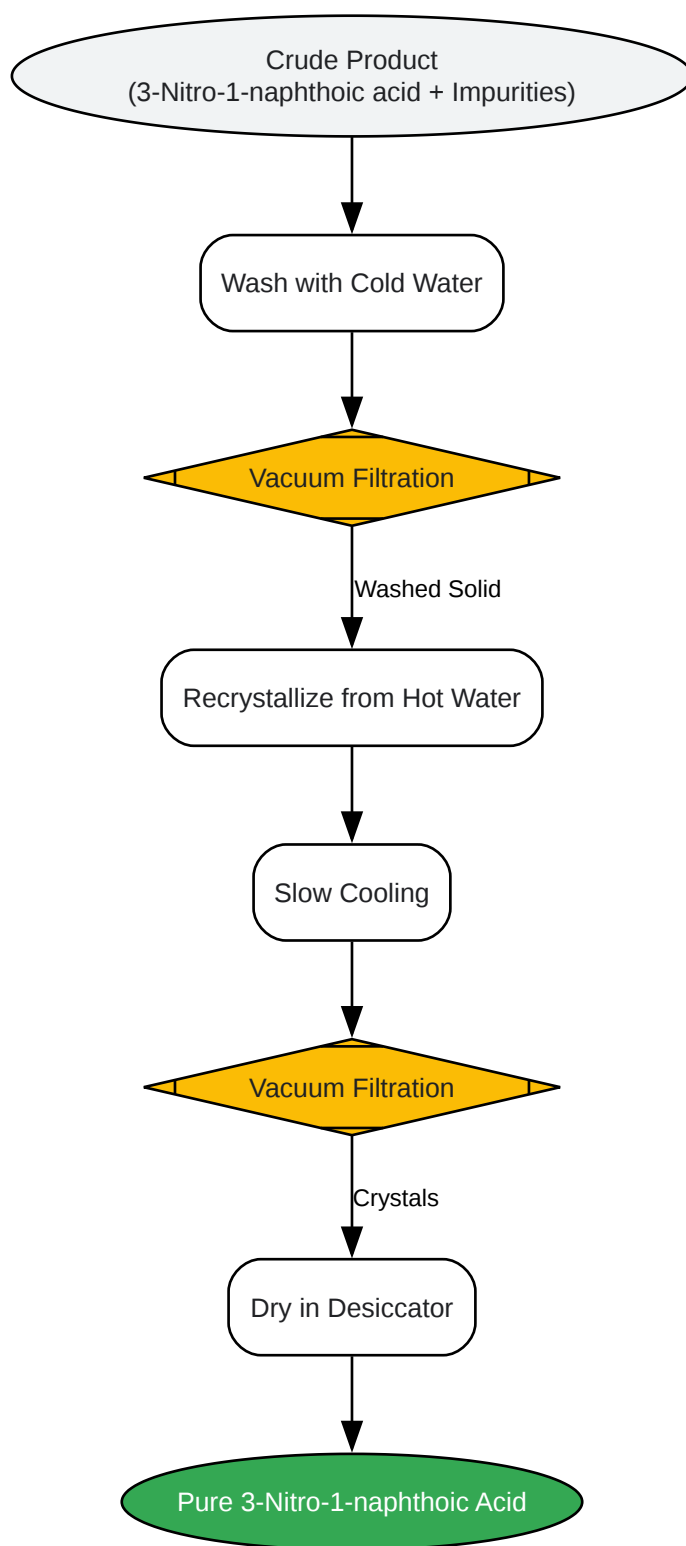 Crude Product
(3-Nitro-1-naphthoic acid + Impurities)
Wash with Cold Water
Vacuum Filtration
Washed Solid
Recrystallize from Hot Water
Slow Cooling
Vacuum Filtration
Crystals
Dry in Desiccator
Pure 3-Nitro-1-naphthoic Acid